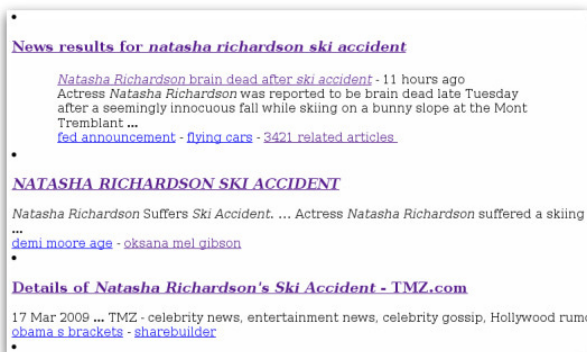 News results for natasha richardson ski accident
Natasha Richardson brain dead after ski accident - 11 hours ago
Actress Natasha Richardson was reported to be brain dead late Tuesday
after a seemingly innocuous fall while skiing on a bunny slope at the Mont
Tremblant ...
fed announcement - flying cars - 3421 related articles
NATASHA RICHARDSON SKI ACCIDENT
Natasha Richardson Suffers Ski Accident. ... Actress Natasha Richardson suffered a skiing
...
demi moore age - oksana mel gibson
Details of Natasha Richardson's Ski Accident - TMZ.com
17 Mar 2009 ... TMZ - celebrity news, entertainment news, celebrity gossip, Hollywood
obama s brackets - sharebuilder